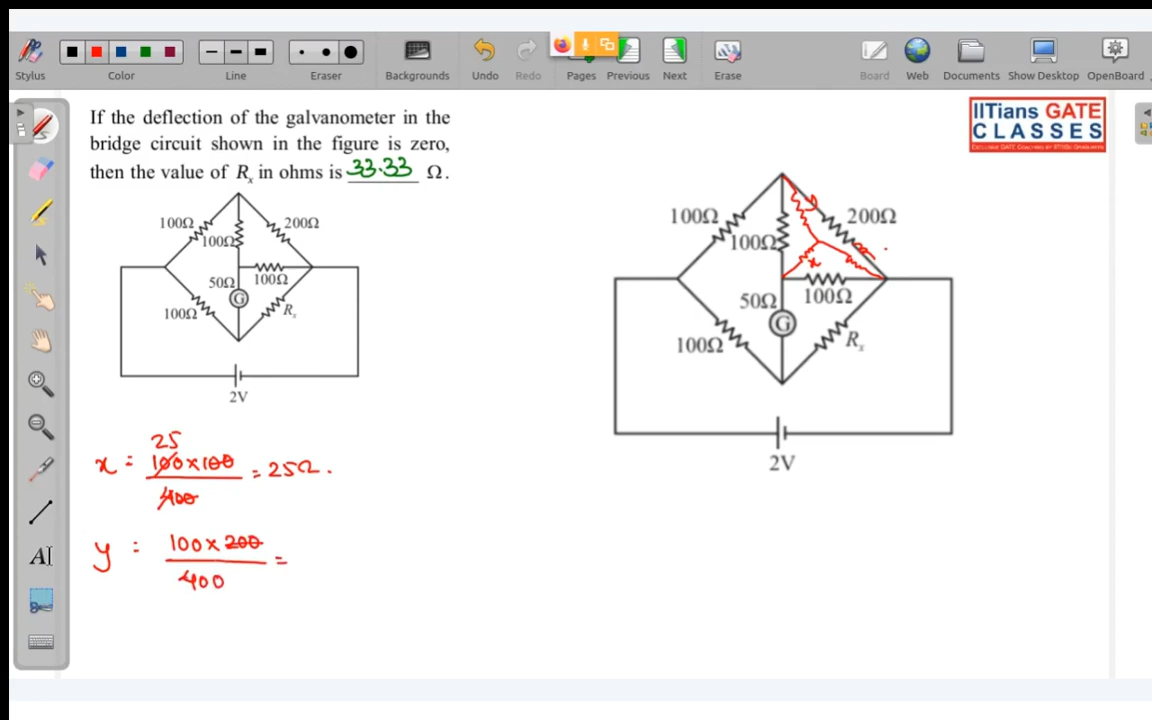 Stylus
Color
Line
Eraser
Backgrounds
Undo
Redo
Pages
Previous
Next
Erase
Board
Web
Documents
Show Desktop
OpenBoard
If the deflection of the galvanometer in the
bridge circuit shown in the figure is zero,
then the value of Rx in ohms is 33.33 Ω.
IITians GATE
CLASSES
100Ω
200Ω
100Ω
50Ω
100Ω
G
100Ω
Rx
2V
100Ω
200Ω
100Ω
y
z
x
50Ω
100Ω
G
100Ω
Rx
2V
25
x = 100×100 = 25Ω.
400
y = 100×200 =
400
AI